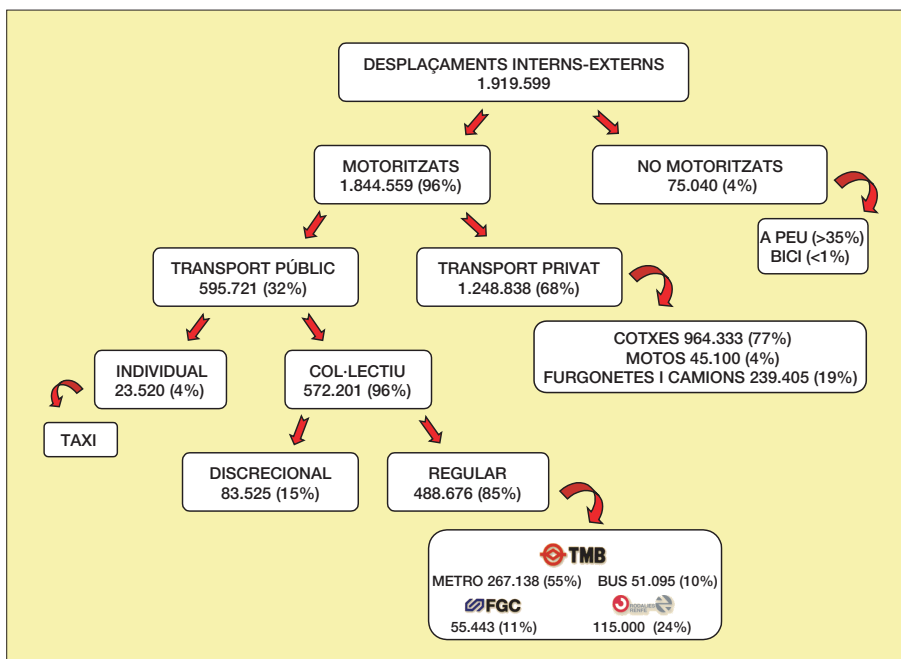 DESPLAÇAMENTS INTERNS-EXTERNS
1.919.599
MOTORITZATS
1.844.559 (96%)
NO MOTORITZATS
75.040 (4%)
A PEU (>35%)
BICI (<1%)
TRANSPORT PÚBLIC
595.721 (32%)
TRANSPORT PRIVAT
1.248.838 (68%)
COTXES 964.333 (77%)
MOTOS 45.100 (4%)
FURGONETES I CAMIONS 239.405 (19%)
INDIVIDUAL
23.520 (4%)
COL·LECTIU
572.201 (96%)
TAXI
DISCRECIONAL
83.525 (15%)
REGULAR
488.676 (85%)
TMB
METRO 267.138 (55%) BUS 51.095 (10%)
FGC
RODALIES
RENFE
55.443 (11%) 115.000 (24%)